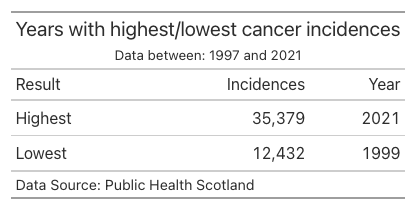 Years with highest/lowest cancer incidences
Data between: 1997 and 2021
Result Incidences Year
Highest 35,379 2021
Lowest 12,432 1999
Data Source: Public Health Scotland